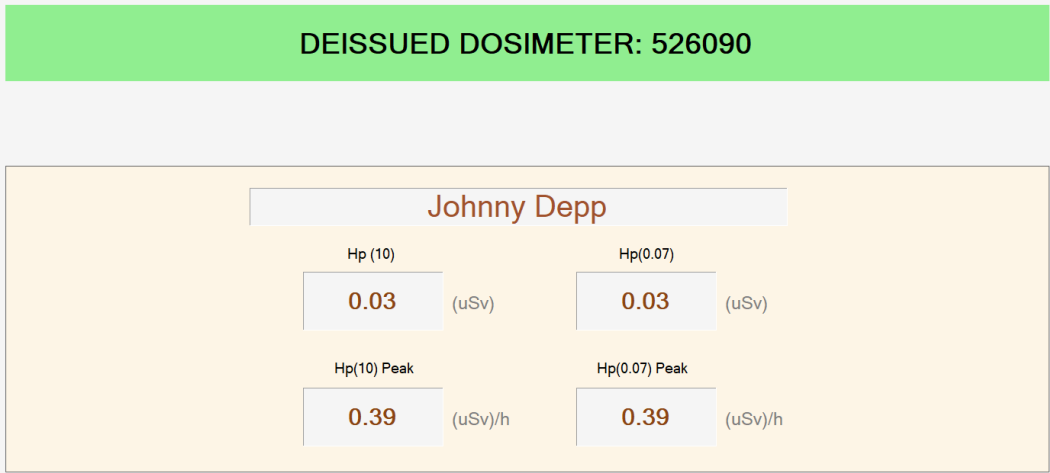 DEISSUED DOSIMETER: 526090
Johnny Depp
Hp (10) Hp(0.07)
0.03 (uSv) 0.03 (uSv)
Hp(10) Peak Hp(0.07) Peak
0.39 (uSv)/h 0.39 (uSv)/h